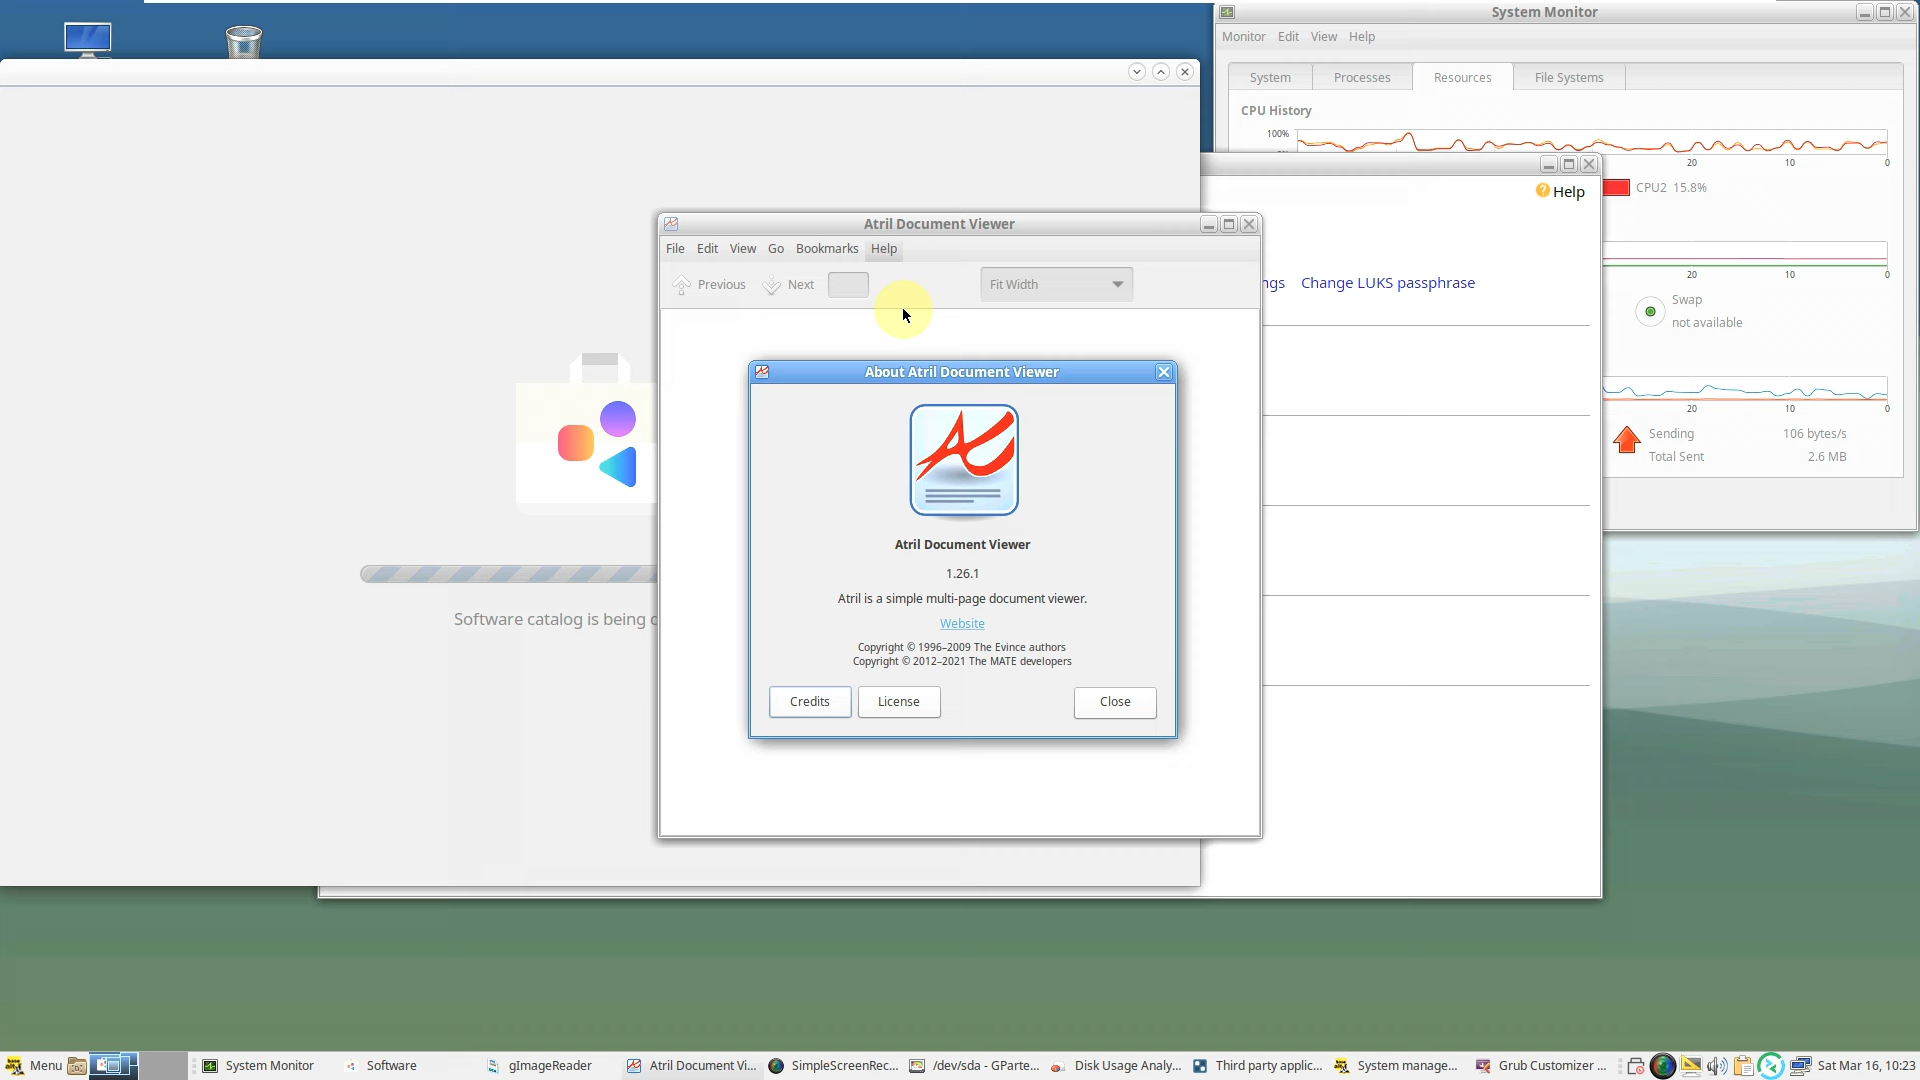 System Monitor
Monitor Edit View Help
System Processes Resources File Systems
CPU History
100%
20 10 0
CPU2 15.8%
Help
Change LUKS passphrase
20 10 0
Swap
not available
20 10 0
Sending 106 bytes/s
Total Sent 2.6 MB
Atril Document Viewer
File Edit View Go Bookmarks Help
Previous Next Fit Width
About Atril Document Viewer
Atril Document Viewer
1.26.1
Atril is a simple multi-page document viewer.
Website
Copyright © 1996–2009 The Evince authors
Copyright © 2012–2021 The MATE developers
Credits License Close
Software catalog is being
Menu System Monitor Software gImageReader Atril Document Vi... SimpleScreenRec... /dev/sda - GParte... Disk Usage Analy... Third party applic... System manage... Grub Customizer ... Sat Mar 16, 10:23